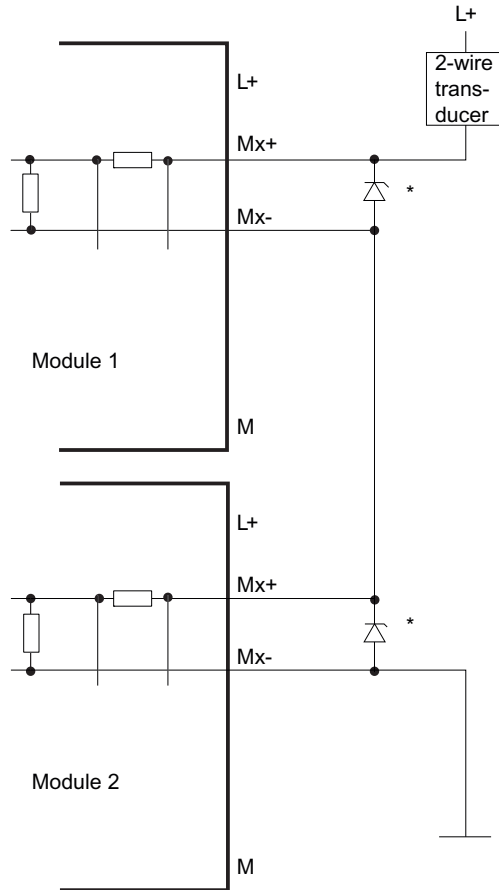 L+
2-wire
trans-
ducer
L+
Mx+
*
Mx-
Module 1
M
L+
Mx+
*
Mx-
Module 2
M